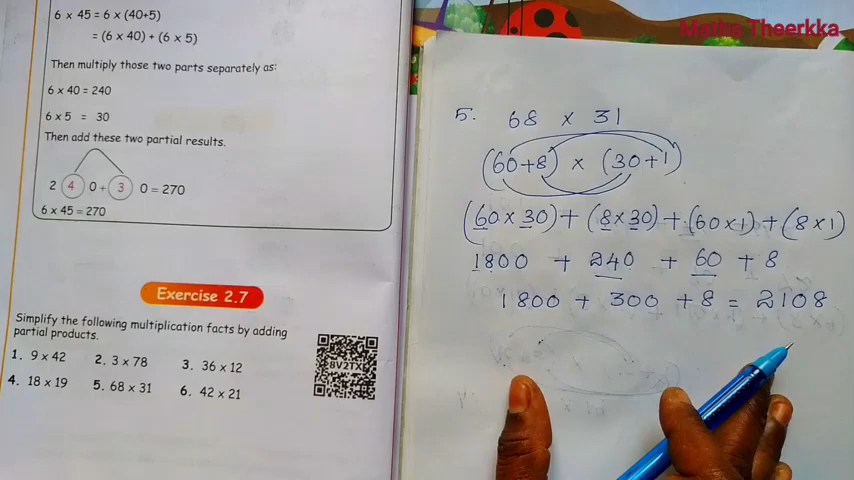 6 × 45 = 6 × (40+5)
= (6 × 40) + (6 × 5)
Then multiply those two parts separately as:
6 × 40 = 240
6 × 5 = 30
Then add these two partial results.
2 4 0 + 3 0 = 270
6 × 45 = 270
Exercise 2.7
Simplify the following multiplication facts by adding
partial products.
1. 9 × 42 2. 3 × 78 3. 36 × 12
4. 18 × 19 5. 68 × 31 6. 42 × 21
8V2TX
Maths Theerkka
5. 68 × 31
(60+8) × (30+1)
(60 × 30) + (8 × 30) + (60 × 1) + (8 × 1)
1800 + 240 + 60 + 8
1800 + 300 + 8 = 2108